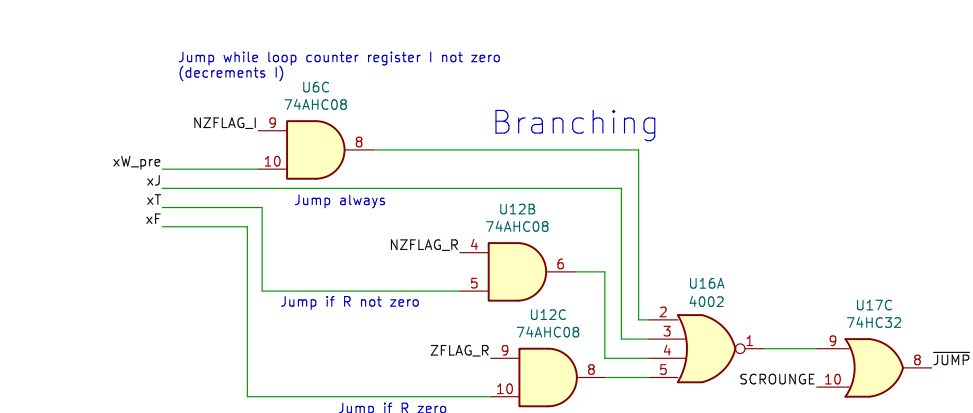 Jump while loop counter register I not zero
(decrements I)
U6C
74AHC08
Branching
NZFLAG_I
9
8
10
xW_pre
xJ
xT
xF
Jump always
U12B
74AHC08
NZFLAG_R
4
6
5
Jump if R not zero
U12C
74AHC08
ZFLAG_R
9
8
10
Jump if R zero
U16A
4002
2
3
4
5
1
U17C
74HC32
9
8
JUMP
SCROUNGE
10